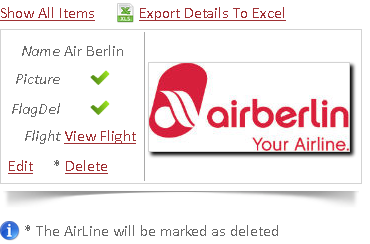 Show All Items XLS Export Details To Excel
Name Air Berlin
Picture
FlagDel
Flight View Flight
Edit * Delete
airberlin
Your Airline.
i * The AirLine will be marked as deleted